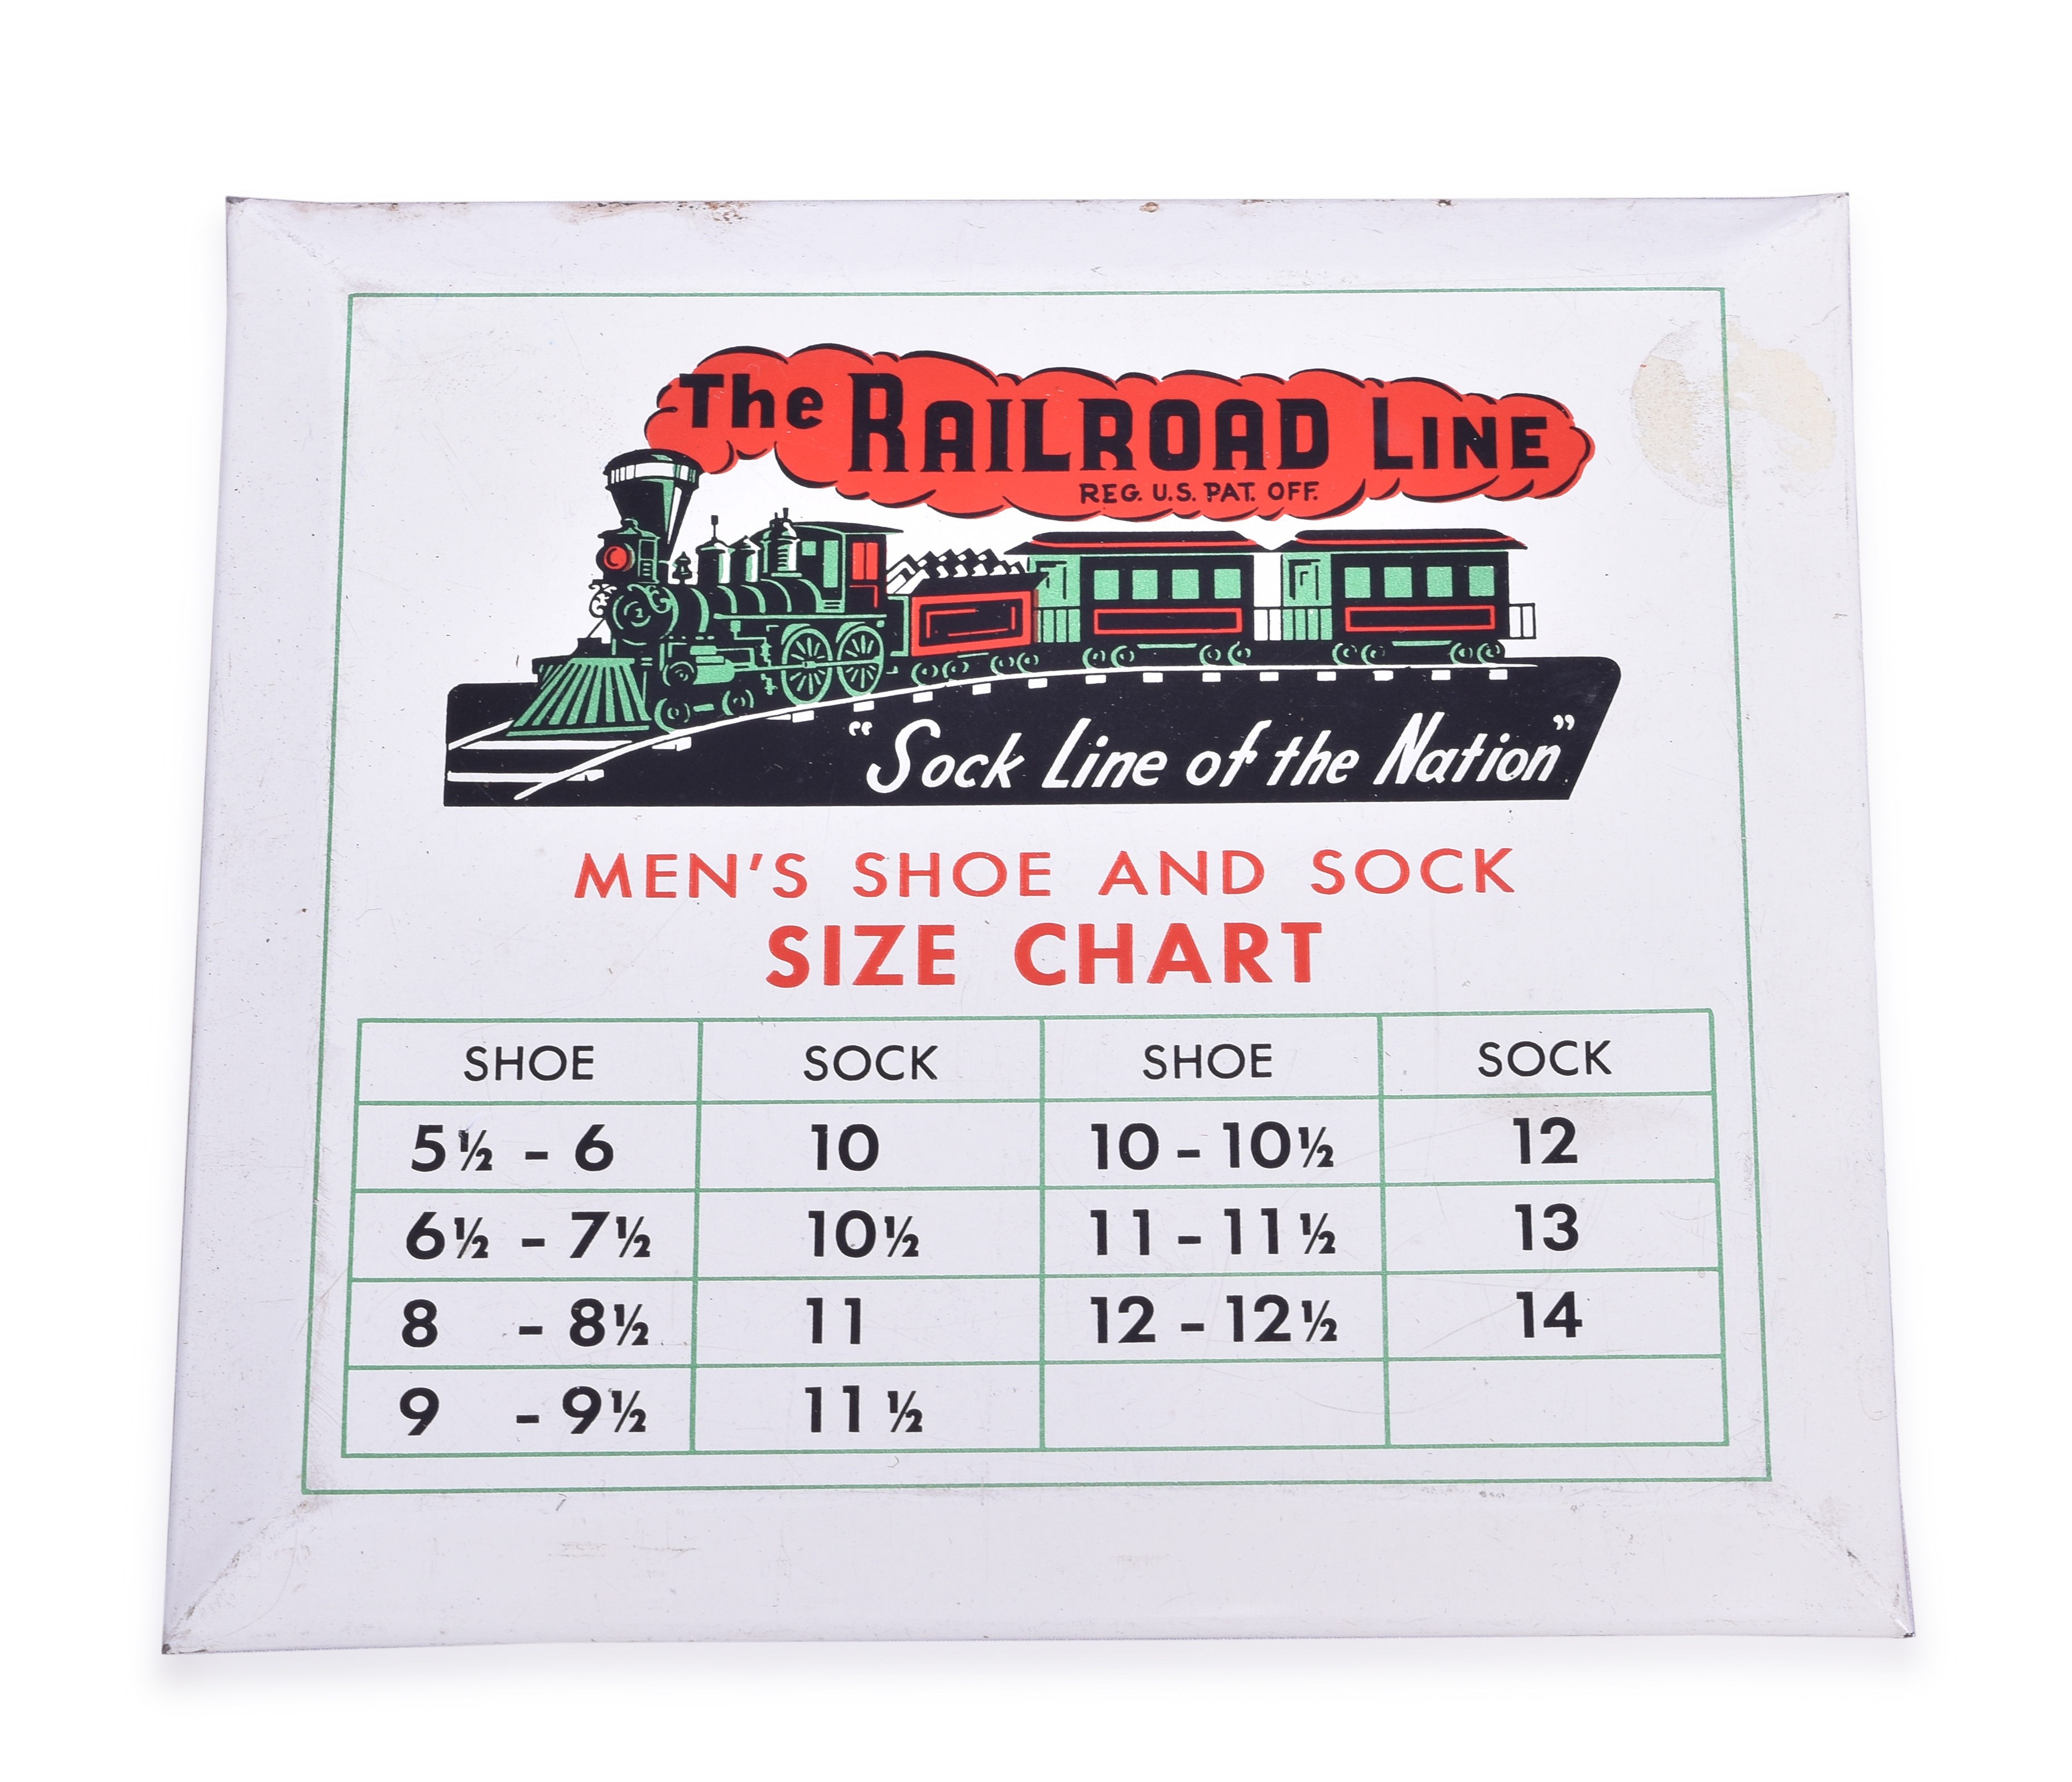 The RAILROAD LINE
REG. U.S. PAT. OFF.
"Sock Line of the Nation"
MEN'S SHOE AND SOCK
SIZE CHART
SHOE SOCK SHOE SOCK
5½ - 6 10 10 - 10½ 12
6½ - 7½ 10½ 11 - 11½ 13
8 - 8½ 11 12 - 12½ 14
9 - 9½ 11½